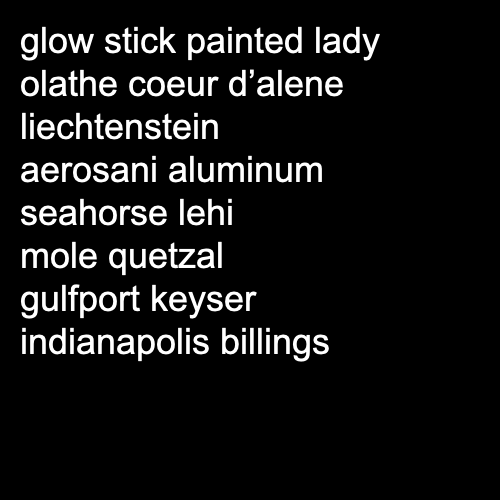 glow stick painted lady
olathe coeur d’alene
liechtenstein
aerosani aluminum
seahorse lehi
mole quetzal
gulfport keyser
indianapolis billings